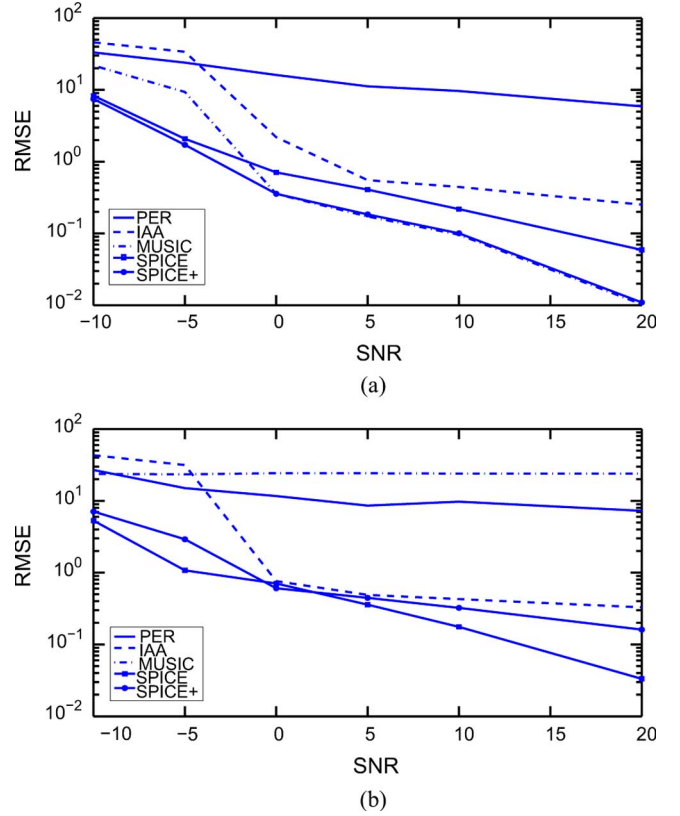 10^2
10^1
10^0
10^-1
10^-2
RMSE
PER
IAA
MUSIC
SPICE
SPICE+
−10 −5 0 5 10 15 20
SNR
(a)
10^2
10^1
10^0
10^-1
10^-2
RMSE
PER
IAA
MUSIC
SPICE
SPICE+
−10 −5 0 5 10 15 20
SNR
(b)